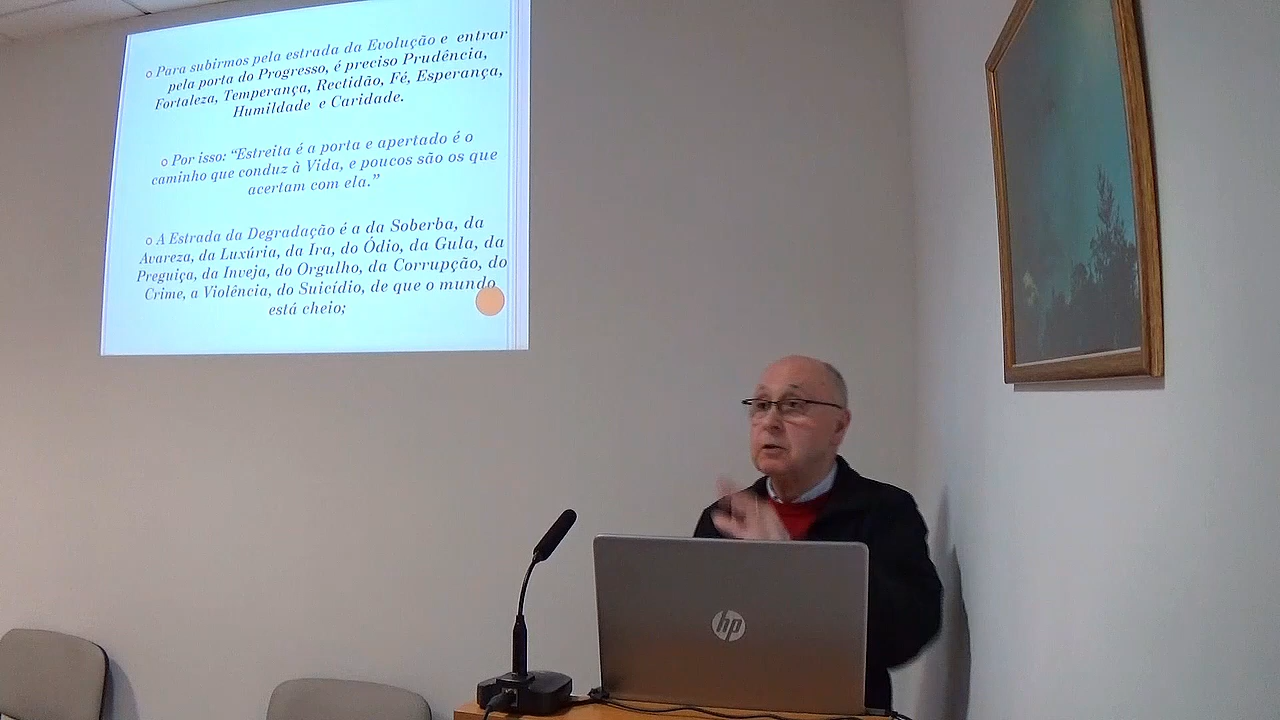 o Para subirmos pela estrada da Evolução e entrar
pela porta do Progresso, é preciso Prudência,
Fortaleza, Temperança, Rectidão, Fé, Esperança,
Humildade e Caridade.
o Por isso: “Estreita é a porta e apertado é o
caminho que conduz à Vida, e poucos são os que
acertam com ela.”
o A Estrada da Degradação é a da Soberba, da
Avareza, da Luxúria, da Ira, do Ódio, da Gula, da
Preguiça, da Inveja, do Orgulho, da Corrupção, do
Crime, a Violência, do Suicídio, de que o mundo
está cheio;
hp